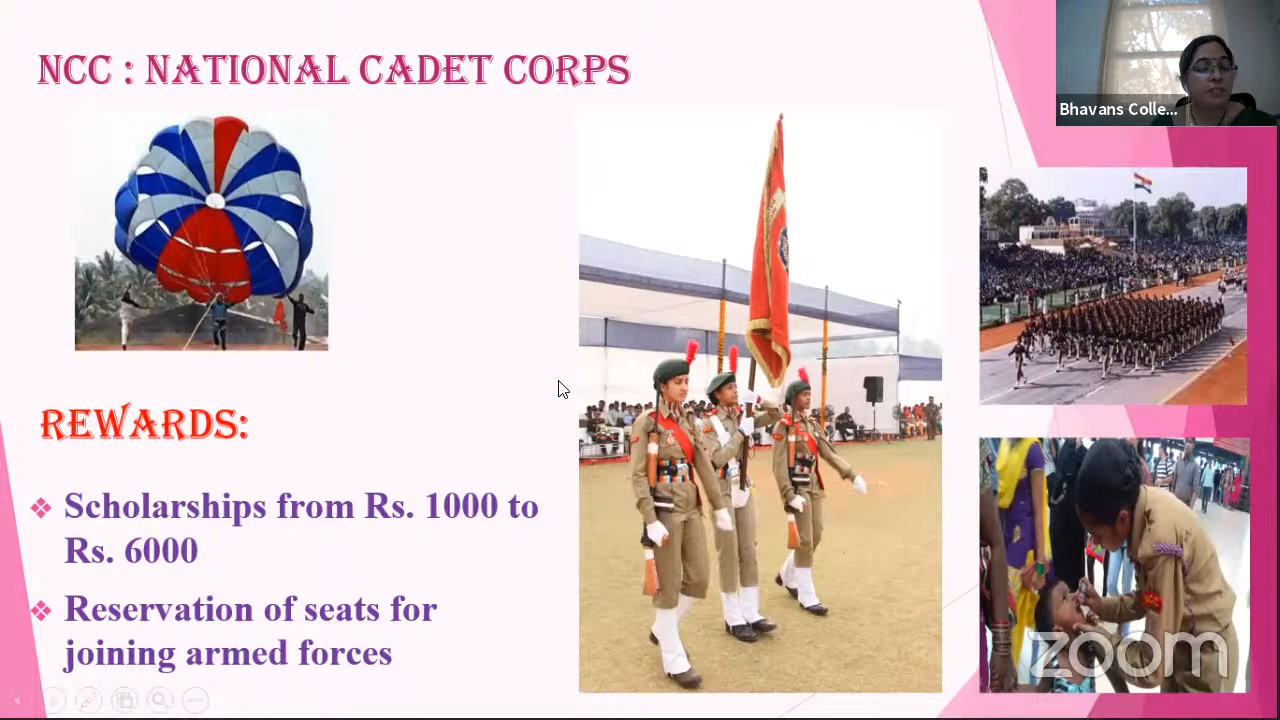 NCC : NATIONAL CADET CORPS
Bhavans Colle...
REWARDS:
Scholarships from Rs. 1000 to
Rs. 6000
Reservation of seats for
joining armed forces
NCC
zoom